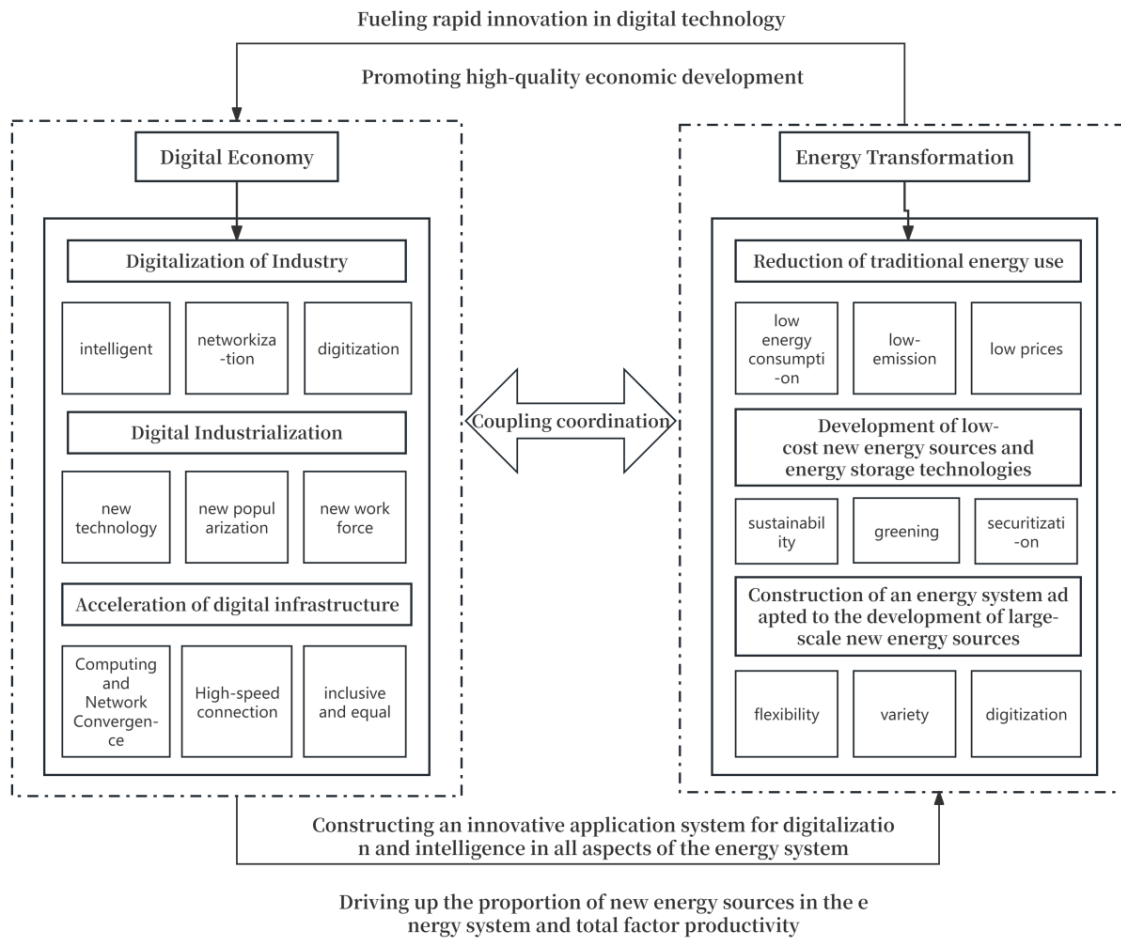 Fueling rapid innovation in digital technology
Promoting high-quality economic development
Digital Economy
Digitalization of Industry
intelligent
networkiza
-tion
digitization
Digital Industrialization
new
technology
new popul
arization
new work
force
Acceleration of digital infrastructure
Computing
and
Network
Convergen-
ce
High-speed
connection
inclusive
and equal
Coupling coordination
Energy Transformation
Reduction of traditional energy use
low
energy
consumpti
-on
low-
emission
low prices
Development of low-
cost new energy sources and
energy storage technologies
sustainabil
ity
greening
securitizati
-on
Construction of an energy system ad
apted to the development of large-
scale new energy sources
flexibility
variety
digitization
Constructing an innovative application system for digitalizatio
n and intelligence in all aspects of the energy system
Driving up the proportion of new energy sources in the e
nergy system and total factor productivity